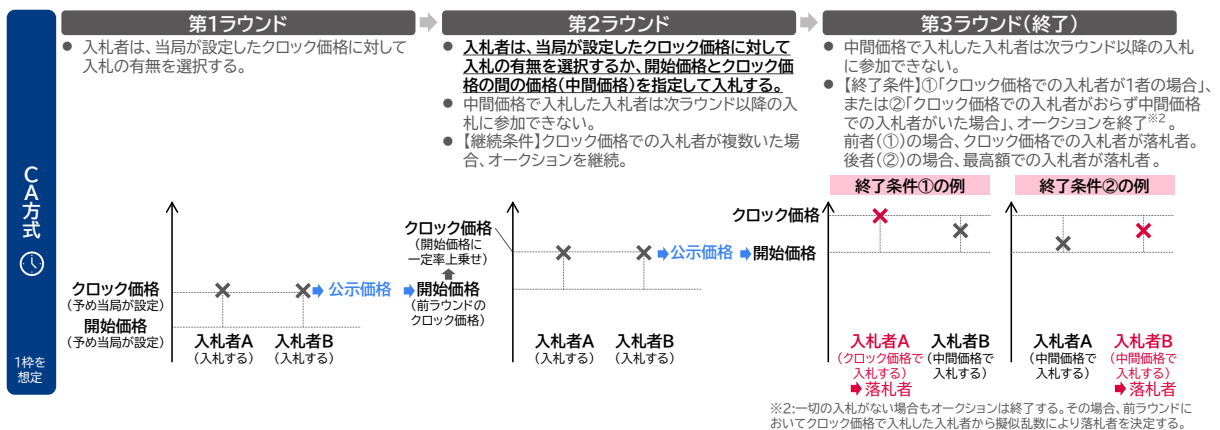 CA方式
1枠を
想定
第1ラウンド
● 入札者は、当局が設定したクロック価格に対して
入札の有無を選択する。
クロック価格
(予め当局が設定)
開始価格
(予め当局が設定)
公示価格
入札者A
(入札する)
入札者B
(入札する)
第2ラウンド
● 入札者は、当局が設定したクロック価格に対して
入札の有無を選択するか、開始価格とクロック価
格の間の価格(中間価格)を指定して入札する。
● 中間価格で入札した入札者は次ラウンド以降の入
札に参加できない。
● 【継続条件】クロック価格での入札者が複数いた場
合、オークションを継続。
クロック価格
(開始価格に
一定率上乗せ)
開始価格
(前ラウンドの
クロック価格)
公示価格
入札者A
(入札する)
入札者B
(入札する)
第3ラウンド(終了)
● 中間価格で入札した入札者は次ラウンド以降の入札
に参加できない。
● 【終了条件】①「クロック価格での入札者が1者の場合」、
または②「クロック価格での入札者がおらず中間価格
での入札者がいた場合」、オークションを終了※2。
前者(①)の場合、クロック価格での入札者が落札者。
後者(②)の場合、最高額での入札者が落札者。
終了条件①の例
クロック価格
開始価格
入札者A
(クロック価格で
入札する)
落札者
入札者B
(中間価格で
入札する)
終了条件②の例
入札者A
(中間価格で
入札する)
入札者B
(中間価格で
入札する)
落札者
※2:一切の入札がない場合もオークションは終了する。その場合、前ラウンドに
おいてクロック価格で入札した入札者から擬似乱数により落札者を決定する。